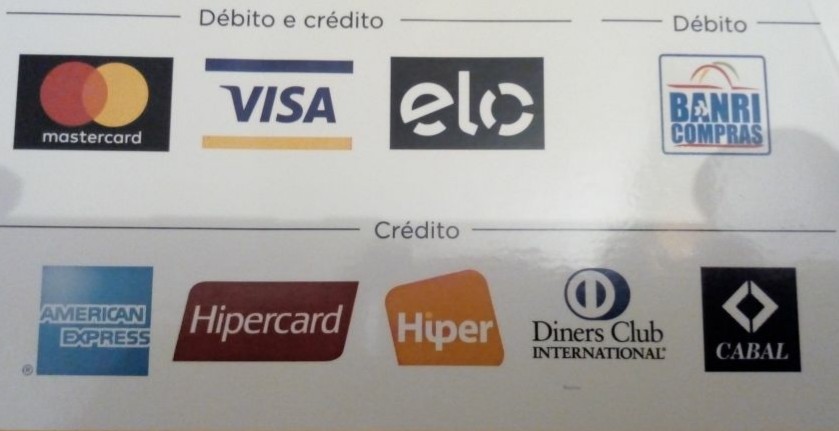 Débito e crédito
Débito
mastercard
VISA
elo
BANRI
COMPRAS
Crédito
AMERICAN
EXPRESS
®
Hipercard
Hiper
Diners Club
INTERNATIONAL®
CABAL